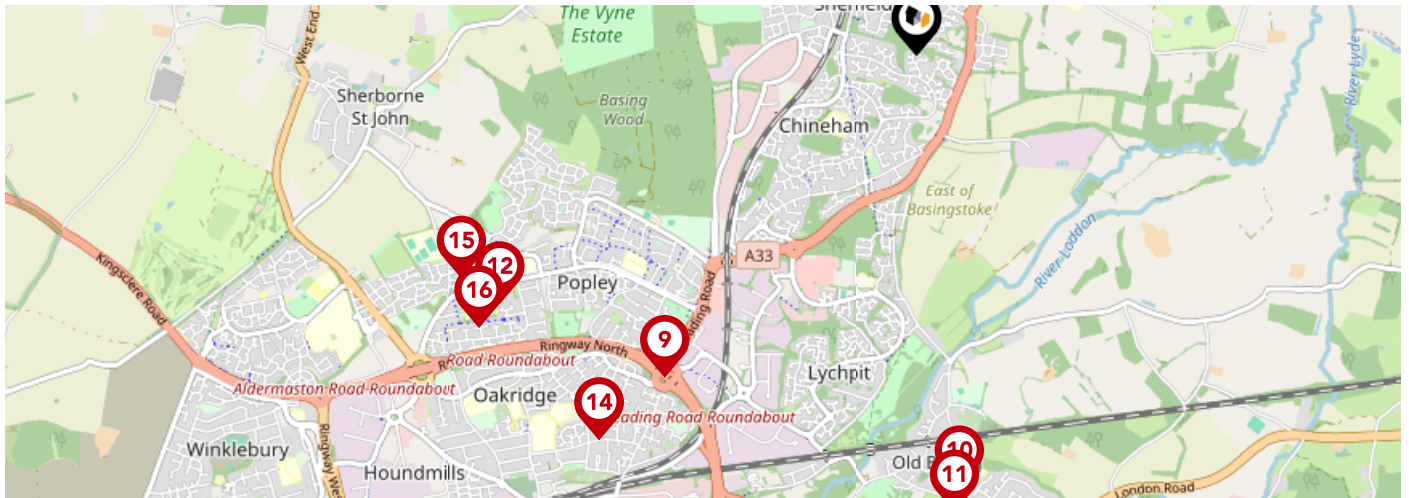 The Vyne
Estate
West End
Sherborne
St John
Basing
Wood
Chineham
River Lyde
East of
Basingstoke
River Loddon
15
12
16
A33
Kingsclere Road
Popley
Ringway North
9
Road Roundabout
Aldermaston Road Roundabout
Oakridge
14
Road Roundabout
Lychpit
Winklebury
Houndmills
10
Old
11
London Road